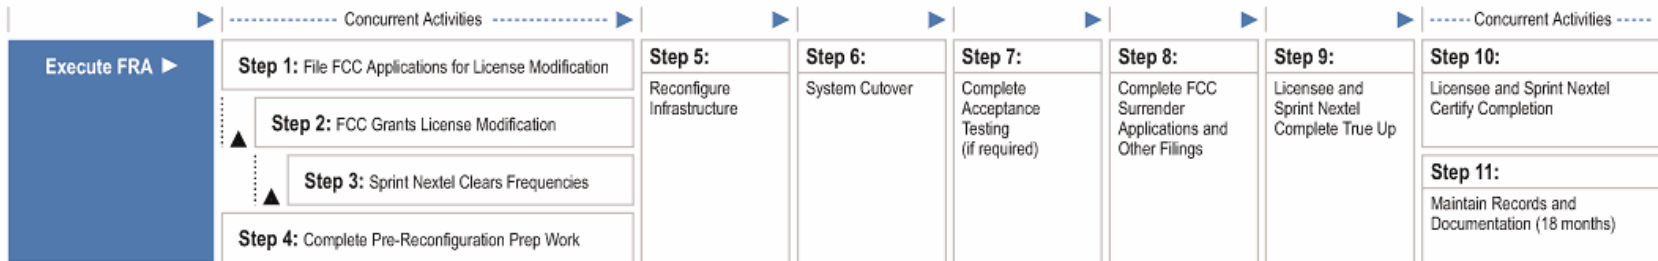 Concurrent Activities
Concurrent Activities
Execute FRA
Step 1: File FCC Applications for License Modification
Step 2: FCC Grants License Modification
Step 3: Sprint Nextel Clears Frequencies
Step 4: Complete Pre-Reconfiguration Prep Work
Step 5:
Reconfigure
Infrastructure
Step 6:
System Cutover
Step 7:
Complete
Acceptance
Testing
(if required)
Step 8:
Complete FCC
Surrender
Applications and
Other Filings
Step 9:
Licensee and
Sprint Nextel
Complete True Up
Step 10:
Licensee and Sprint Nextel
Certify Completion
Step 11:
Maintain Records and
Documentation (18 months)